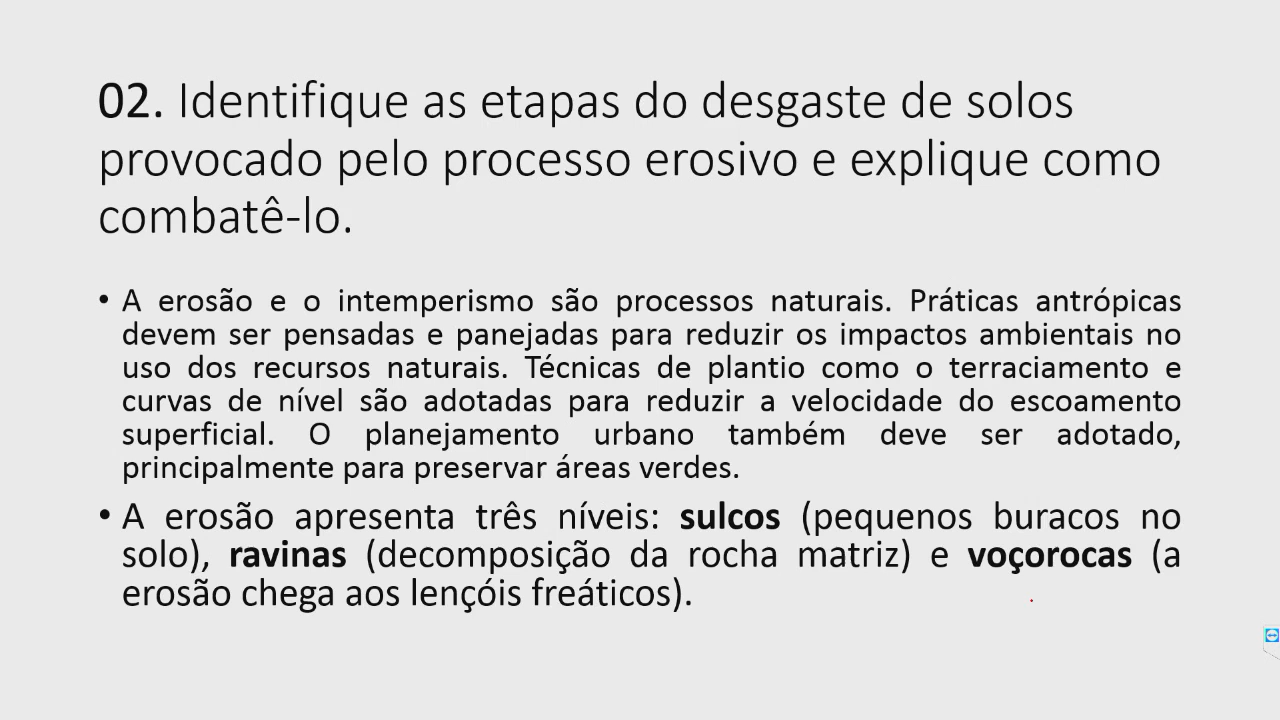 02. Identifique as etapas do desgaste de solos
provocado pelo processo erosivo e explique como
combatê-lo.
• A erosão e o intemperismo são processos naturais. Práticas antrópicas
devem ser pensadas e panejadas para reduzir os impactos ambientais no
uso dos recursos naturais. Técnicas de plantio como o terraciamento e
curvas de nível são adotadas para reduzir a velocidade do escoamento
superficial. O planejamento urbano também deve ser adotado,
principalmente para preservar áreas verdes.
• A erosão apresenta três níveis: sulcos (pequenos buracos no
solo), ravinas (decomposição da rocha matriz) e voçorocas (a
erosão chega aos lençóis freáticos).